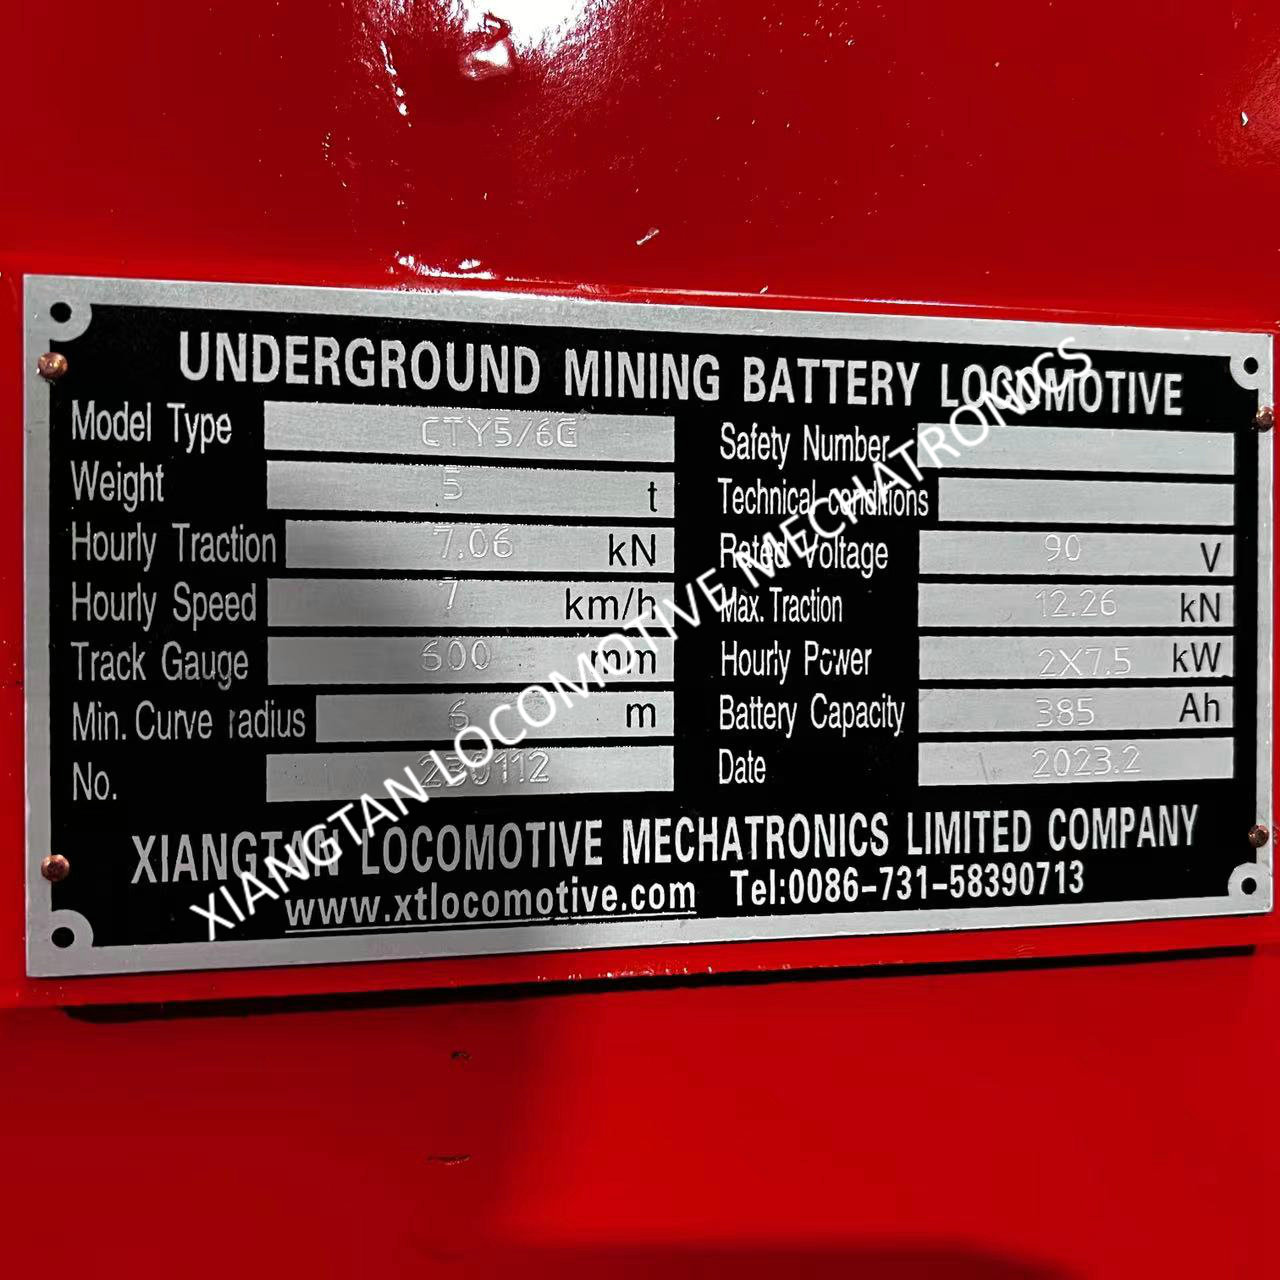 UNDERGROUND MINING BATTERY LOCOMOTIVE
Model Type CTY5/6G
Weight 5 t
Hourly Traction 7.06 kN
Hourly Speed 7 km/h
Track Gauge 600 mm
Min. Curve radius 6 m
No. 230112
Safety Number
Technical conditions
Rated Voltage 90 V
Max. Traction 12.26 kN
Hourly Power 2X7.5 kW
Battery Capacity 385 Ah
Date 2023.2
XIANGTAN LOCOMOTIVE MECHATRONICS LIMITED COMPANY
www.xtlocomotive.com Tel:0086-731-58390713
XIANGTAN LOCOMOTIVE MECHATRONICS